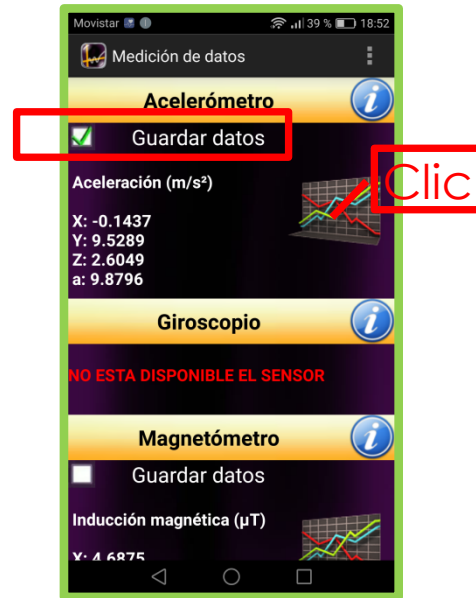 Movistar 39 % 18:52
Medición de datos
Acelerómetro
Guardar datos
Aceleración (m/s²)
Clic
X: -0.1437
Y: 9.5289
Z: 2.6049
a: 9.8796
Giroscopio
NO ESTA DISPONIBLE EL SENSOR
Magnetómetro
Guardar datos
Inducción magnética (µT)
X: 4.6875